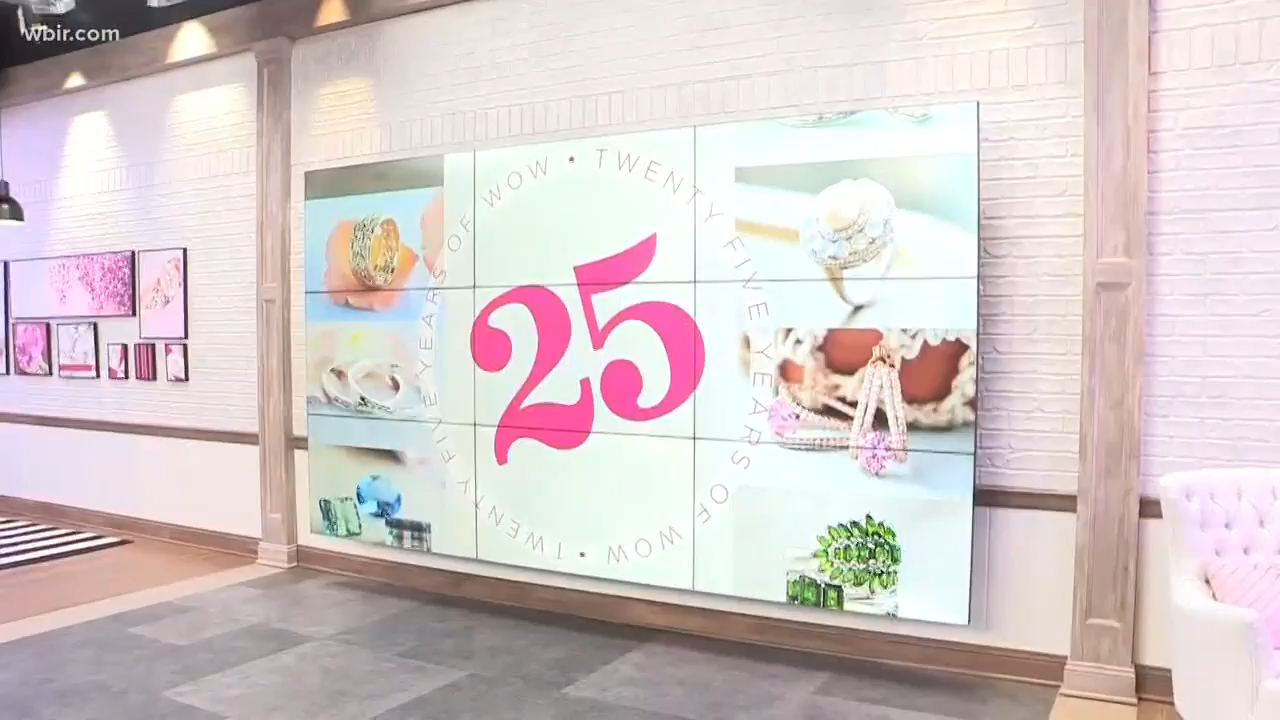 wbir.com
TWENTY FIVE YEARS OF WOW • TWENTY FIVE YEARS OF WOW •
25